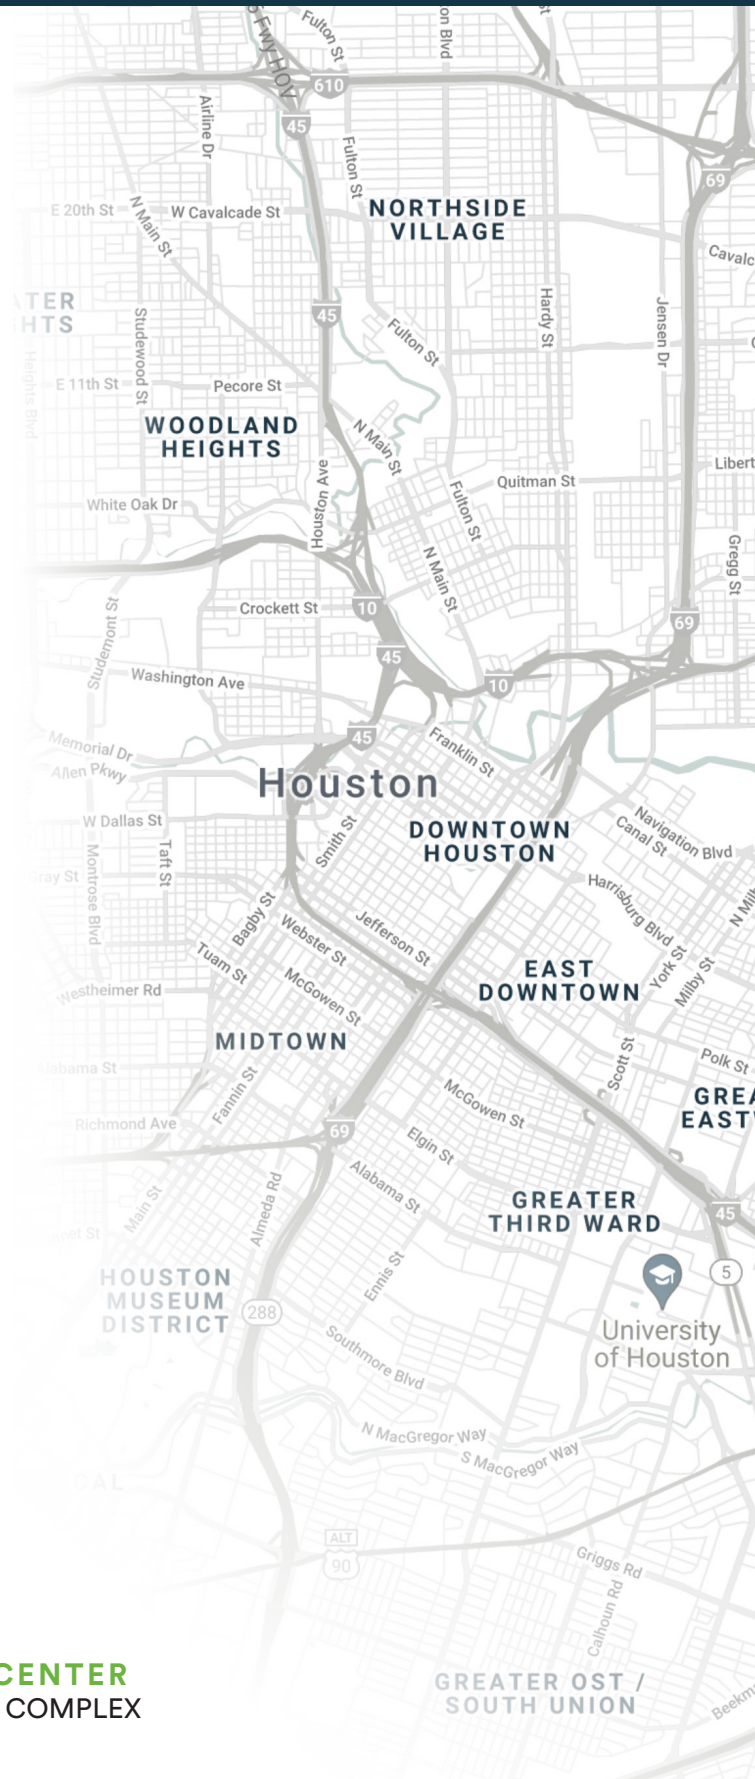 Fulton St
610
45
Airline Dr
Fulton St
69
E 20th St
N Main St
W Cavalcade St
NORTHSIDE
VILLAGE
45
Hardy St
Jensen Dr
Studewood St
Fulton St
Heights Blvd
E 11th St
Pecore St
WOODLAND
HEIGHTS
N Main St
Houston Ave
Quitman St
White Oak Dr
Fulton St
Gregg St
N Main St
Crockett St
10
69
Studemont St
45
Washington Ave
10
45
Memorial Dr
Allen Pkwy
Franklin St
Houston
W Dallas St
Smith St
DOWNTOWN
HOUSTON
Navigation Blvd
Canal St
Taft St
Montrose Blvd
Harrisburg Blvd
Bagby St
Webster St
Jefferson St
Tuam St
McGowen St
EAST
DOWNTOWN
York St
Milby St
Westheimer Rd
MIDTOWN
Scott St
Polk St
Alabama St
Fannin St
McGowen St
Richmond Ave
69
Elgin St
Alabama St
Main St
Almeda Rd
GREATER
THIRD WARD
45
Ennis St
HOUSTON
MUSEUM
DISTRICT
288
5
University
of Houston
Southmore Blvd
N MacGregor Way
S MacGregor Way
ALT
90
Griggs Rd
Calhoun Rd
CENTER
COMPLEX
GREATER OST /
SOUTH UNION